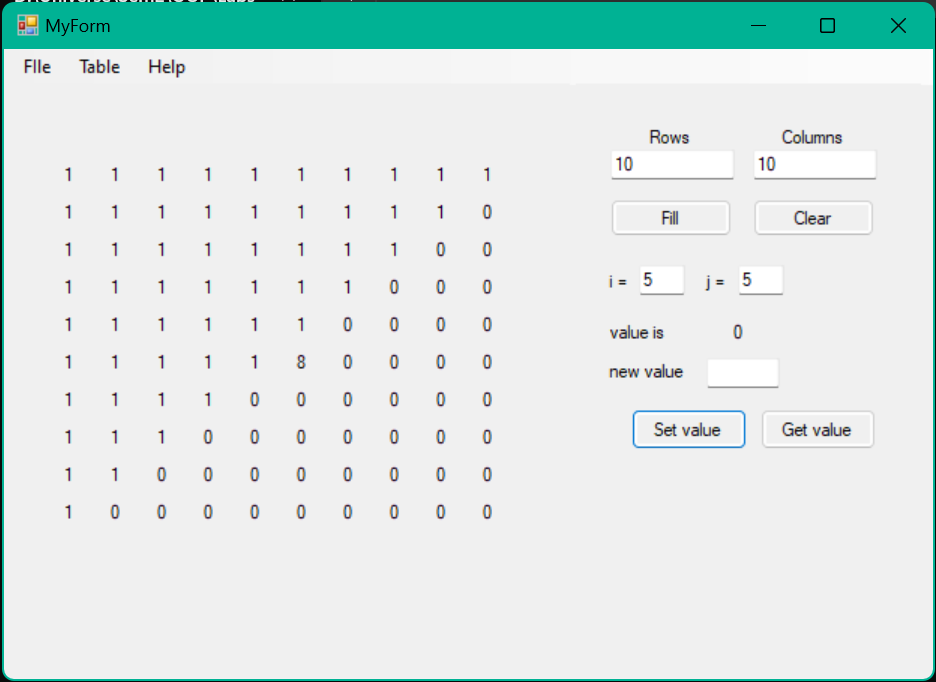 MyForm
FIle Table Help
Rows Columns
10 10
1 1 1 1 1 1 1 1 1 1
1 1 1 1 1 1 1 1 1 0
Fill Clear
1 1 1 1 1 1 1 1 0 0
1 1 1 1 1 1 1 0 0 0
i = 5 j = 5
1 1 1 1 1 1 0 0 0 0
value is 0
1 1 1 1 1 8 0 0 0 0
new value
1 1 1 1 0 0 0 0 0 0
1 1 1 0 0 0 0 0 0 0
Set value Get value
1 1 0 0 0 0 0 0 0 0
1 0 0 0 0 0 0 0 0 0